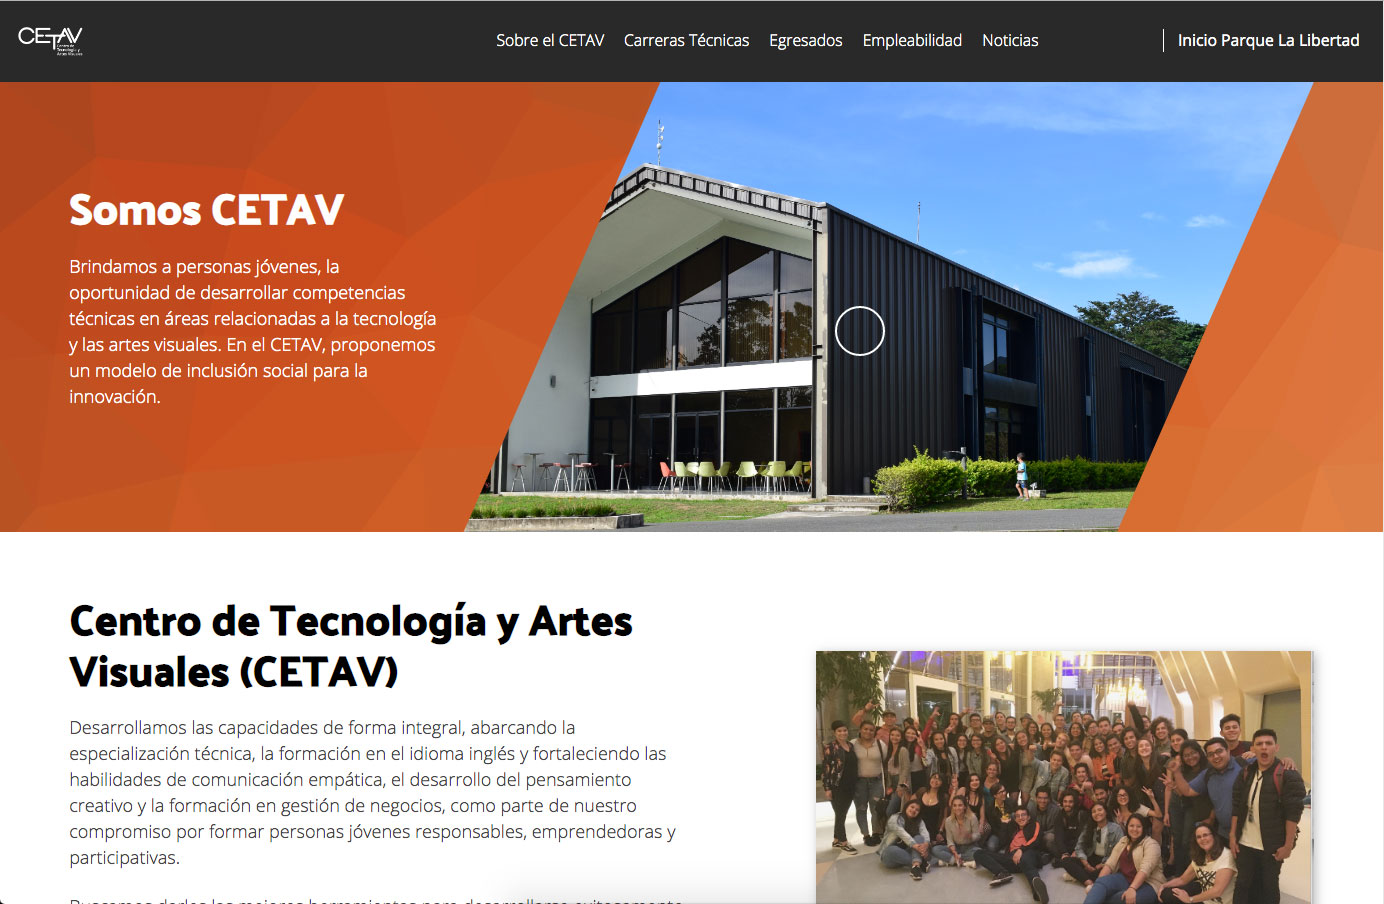 CETAV
Centro de
Tecnología y
Artes Visuales
Sobre el CETAV Carreras Técnicas Egresados Empleabilidad Noticias
Inicio Parque La Libertad
Somos CETAV
Brindamos a personas jóvenes, la
oportunidad de desarrollar competencias
técnicas en áreas relacionadas a la tecnología
y las artes visuales. En el CETAV, proponemos
un modelo de inclusión social para la
innovación.
Centro de Tecnología y Artes
Visuales (CETAV)
Desarrollamos las capacidades de forma integral, abarcando la
especialización técnica, la formación en el idioma inglés y fortaleciendo las
habilidades de comunicación empática, el desarrollo del pensamiento
creativo y la formación en gestión de negocios, como parte de nuestro
compromiso por formar personas jóvenes responsables, emprendedoras y
participativas.